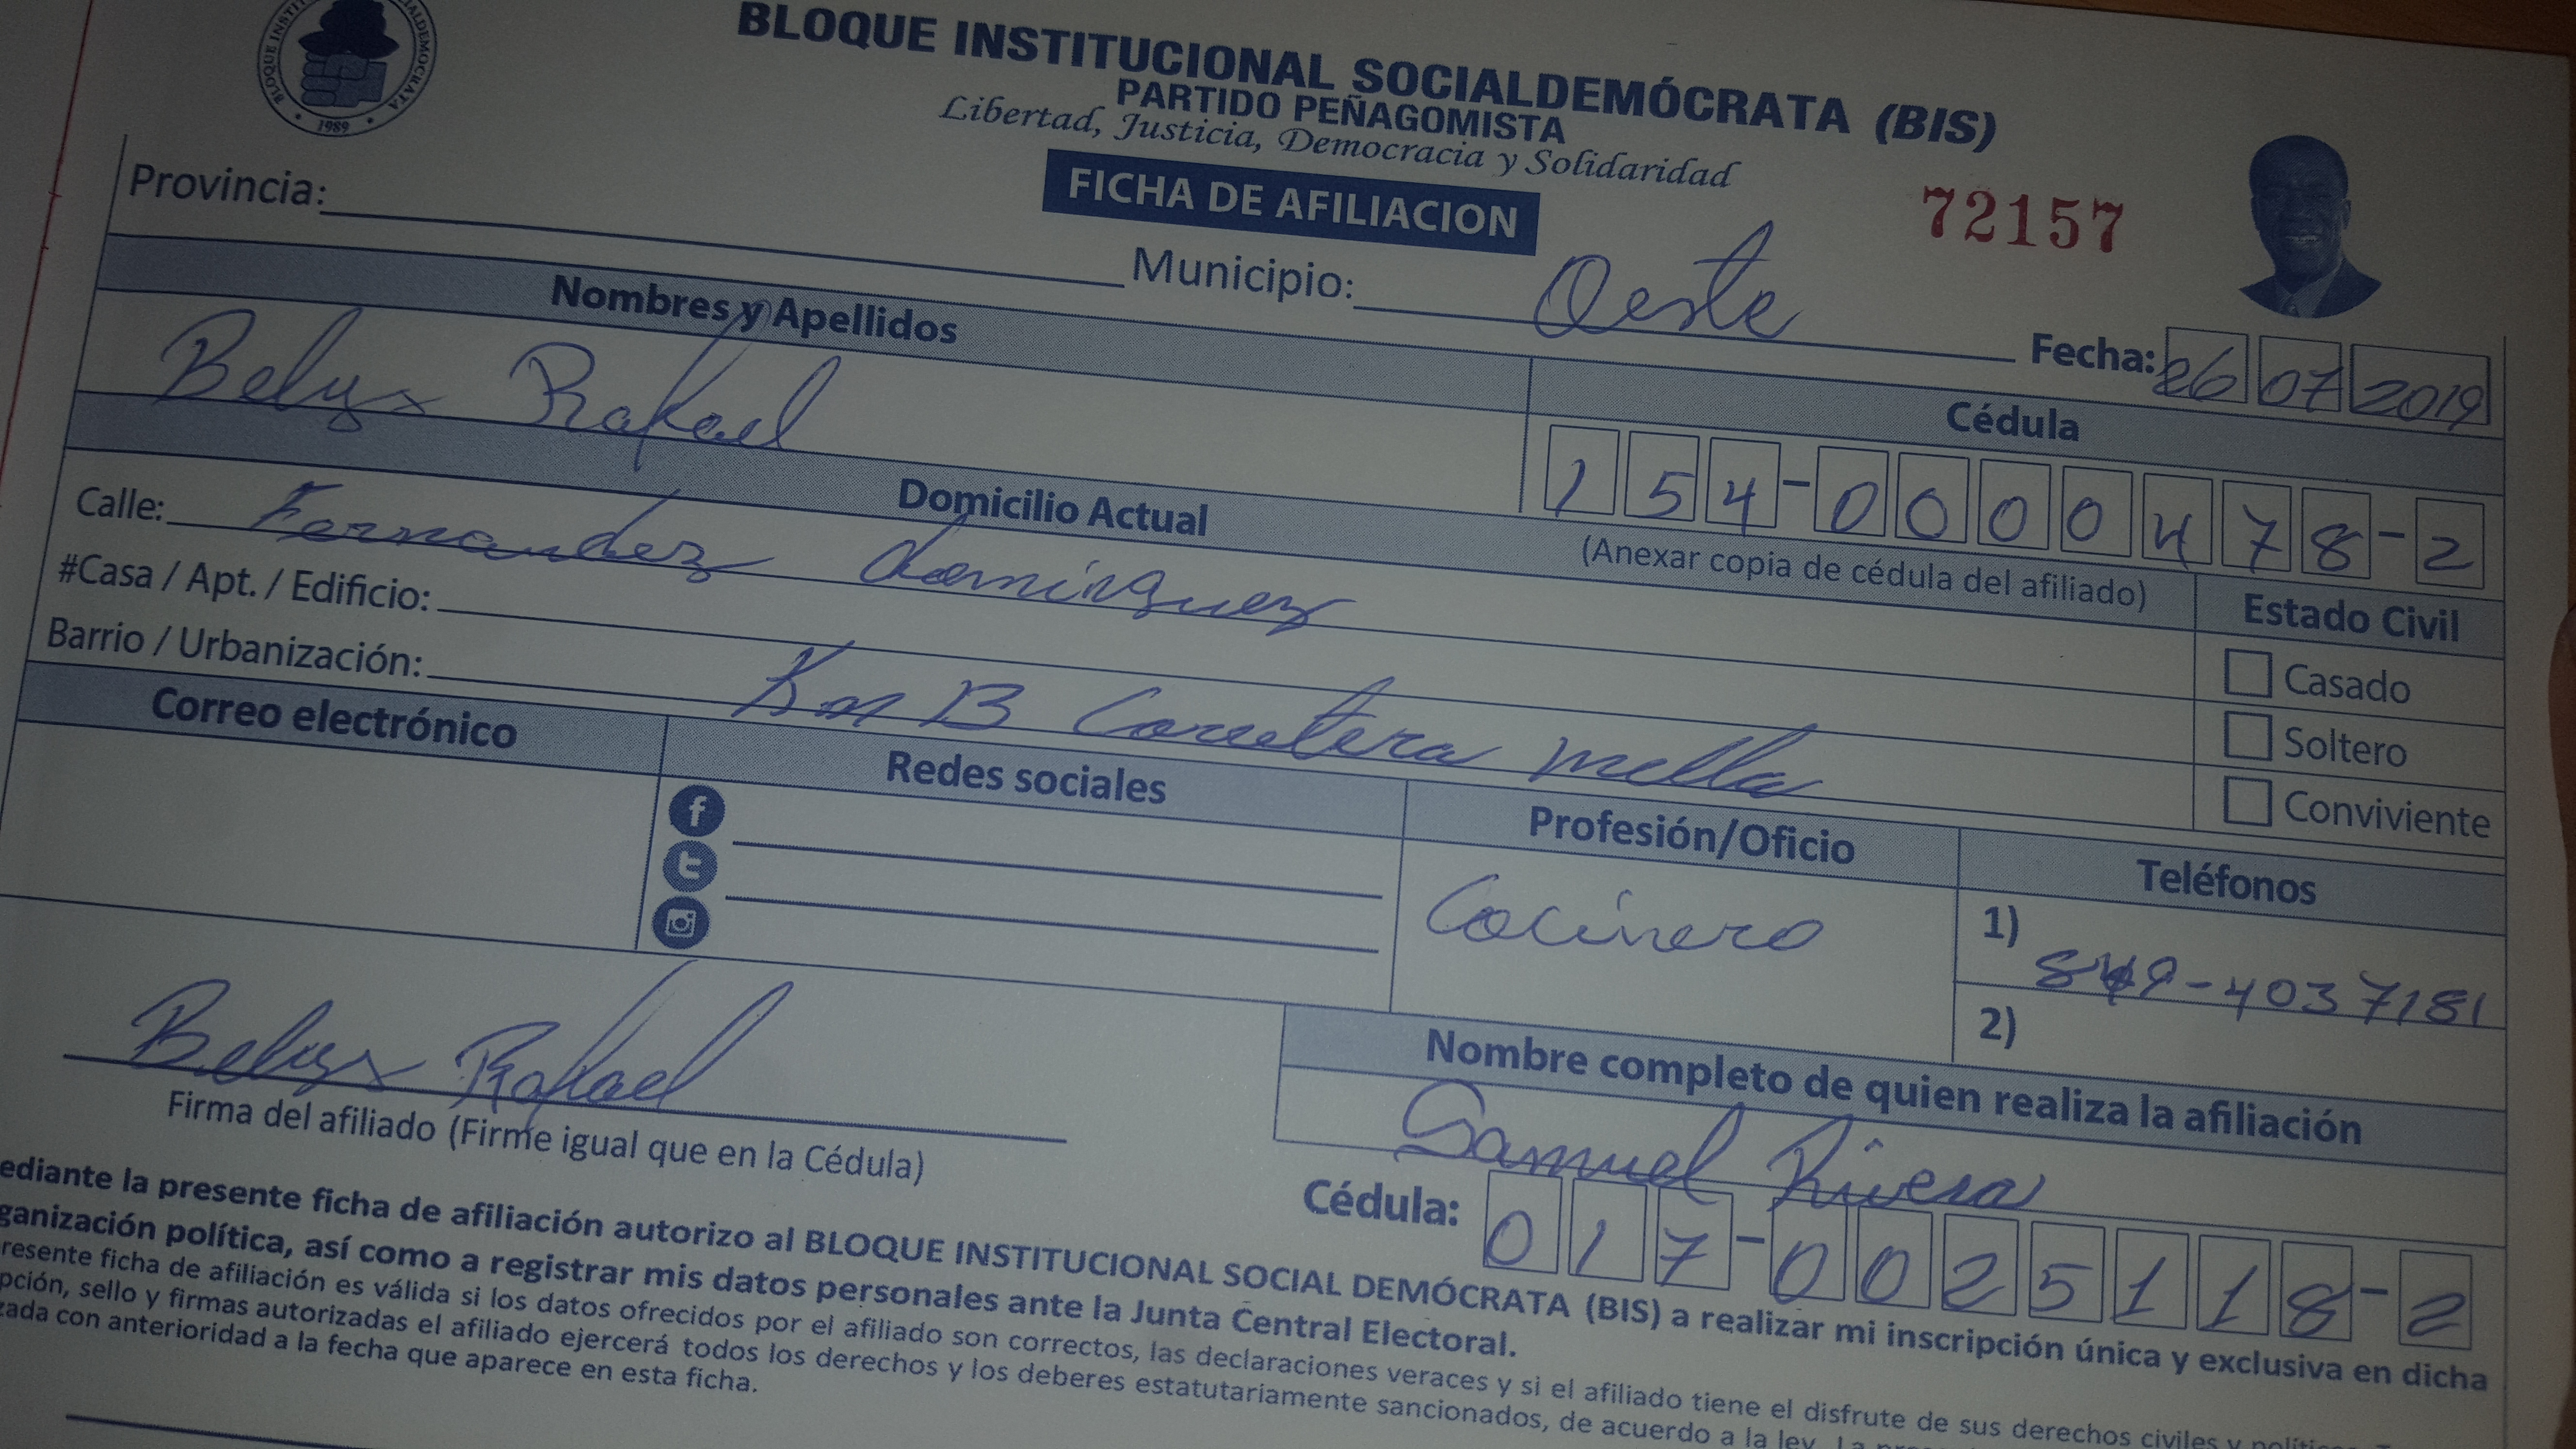 BLOQUE INSTITUCIONAL SOCIALDEMÓCRATA (BIS)
PARTIDO PEÑAGOMISTA
Libertad, Justicia, Democracia y Solidaridad
FICHA DE AFILIACION
72157
1989
Provincia:
Municipio: Oeste
Fecha: 26 07 2019
Nombres y Apellidos
Belyx Rafael
Cédula
154-0000478-2
(Anexar copia de cédula del afiliado)
Domicilio Actual
Calle: Fernandez dominguez
#Casa / Apt. / Edificio:
Barrio / Urbanización: Carretera mella
Estado Civil
Casado
Soltero
Conviviente
Correo electrónico
Redes sociales
Profesión/Oficio
Cocinero
Teléfonos
1) 849-4037181
2)
Belyx Rafael
Firma del afiliado (Firme igual que en la Cédula)
Nombre completo de quien realiza la afiliación
Samuel Rivera
Cédula: 017-0025118-2
ediante la presente ficha de afiliación autorizo al BLOQUE INSTITUCIONAL SOCIAL DEMÓCRATA (BIS) a realizar mi inscripción única y exclusiva en dicha
ganización política, así como a registrar mis datos personales ante la Junta Central Electoral.
resente ficha de afiliación es válida si los datos ofrecidos por el afiliado son correctos, las declaraciones veraces y si el afiliado tiene el disfrute de sus derechos civiles y
pción, sello y firmas autorizadas el afiliado ejercerá todos los derechos y los deberes estatutariamente sancionados, de acuerdo a la ley.
zada con anterioridad a la fecha que aparece en esta ficha.